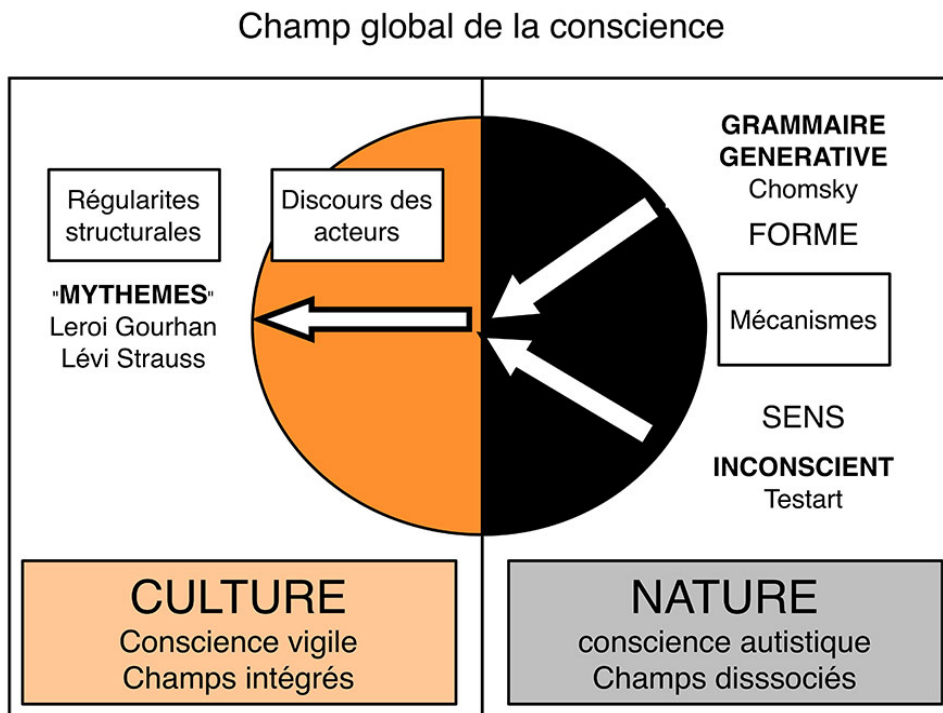 Champ global de la conscience
Régularites
structurales
"MYTHEMES"
Leroi Gourhan
Lévi Strauss
Discours des
acteurs
GRAMMAIRE
GENERATIVE
Chomsky
FORME
Mécanismes
SENS
INCONSCIENT
Testart
CULTURE
Conscience vigile
Champs intégrés
NATURE
conscience autistique
Champs disssociés